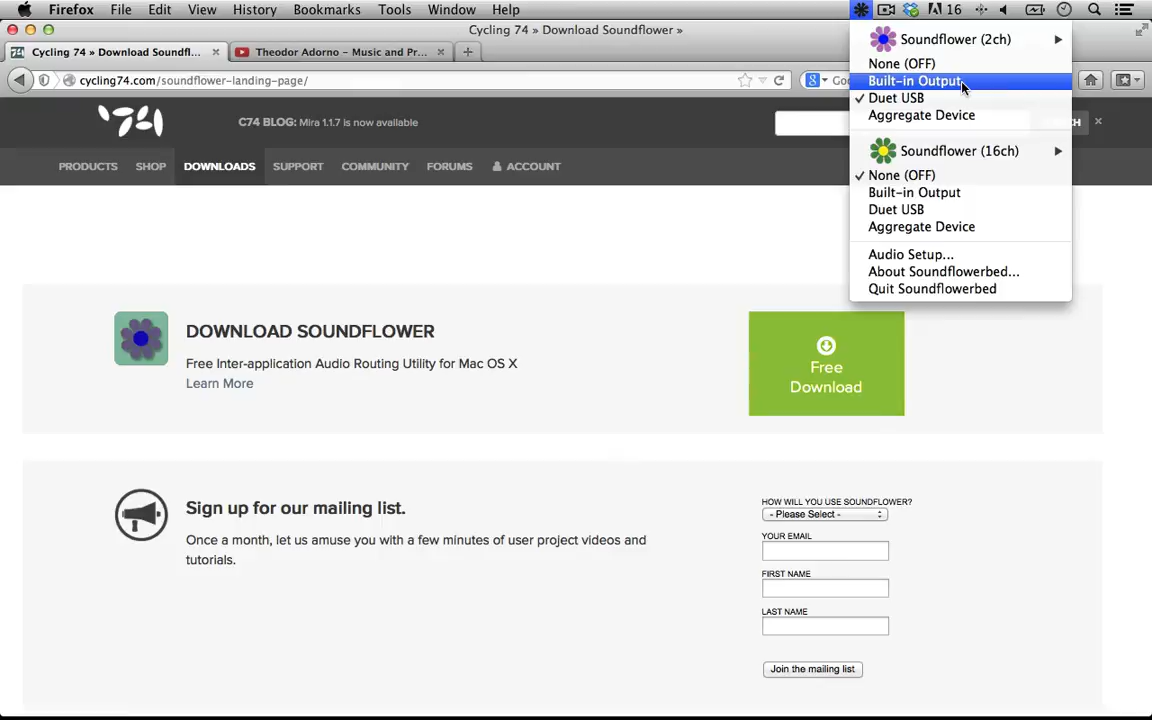 Firefox File Edit View History Bookmarks Tools Window Help 16
Cycling 74 » Download Soundflower »
Cycling 74 » Download Soundfl...
Theodor Adorno - Music and Pr...
cycling74.com/soundflower-landing-page/
Soundflower (2ch)
None (OFF)
Built-in Output
✓ Duet USB
Aggregate Device
Soundflower (16ch)
✓ None (OFF)
Built-in Output
Duet USB
Aggregate Device
Audio Setup...
About Soundflowerbed...
Quit Soundflowerbed
C74 BLOG: Mira 1.1.7 is now available
PRODUCTS SHOP DOWNLOADS SUPPORT COMMUNITY FORUMS ACCOUNT
DOWNLOAD SOUNDFLOWER
Free Inter-application Audio Routing Utility for Mac OS X
Learn More
Free
Download
Sign up for our mailing list.
Once a month, let us amuse you with a few minutes of user project videos and
tutorials.
HOW WILL YOU USE SOUNDFLOWER?
- Please Select -
YOUR EMAIL
FIRST NAME
LAST NAME
Join the mailing list